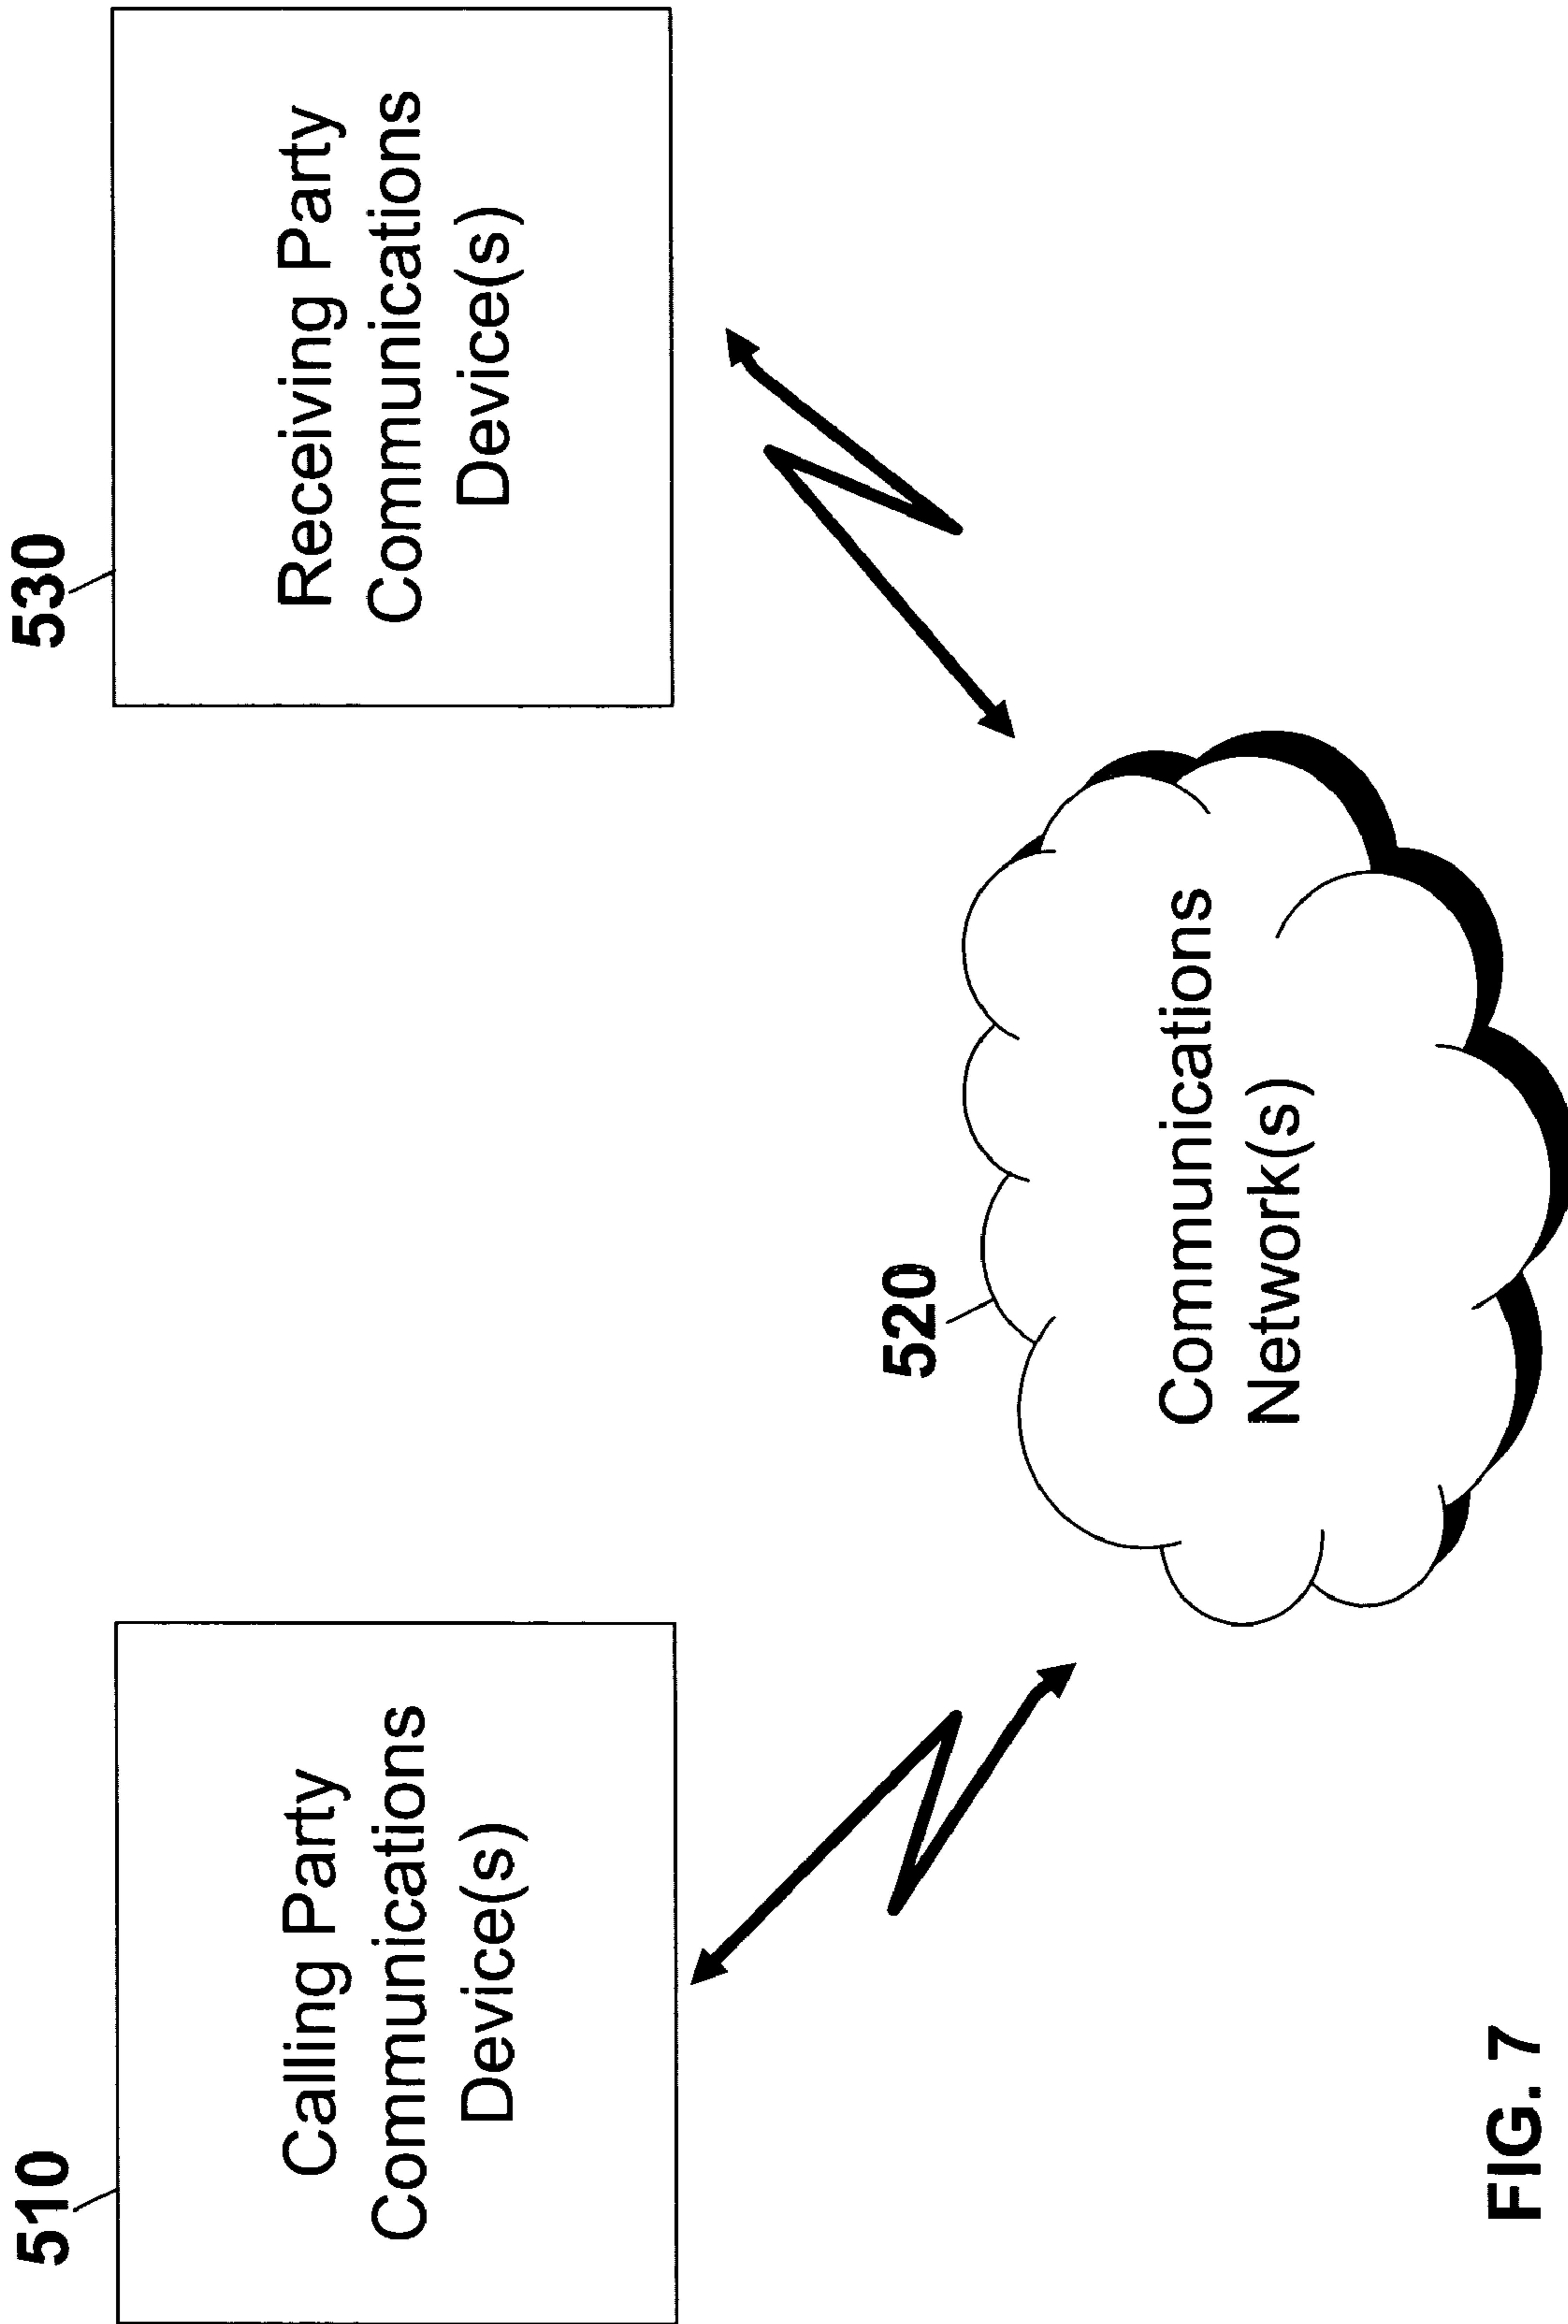 510
Calling Party
Communications
Device(s)
530
Receiving Party
Communications
Device(s)
520
Communications
Network(s)
FIG. 7